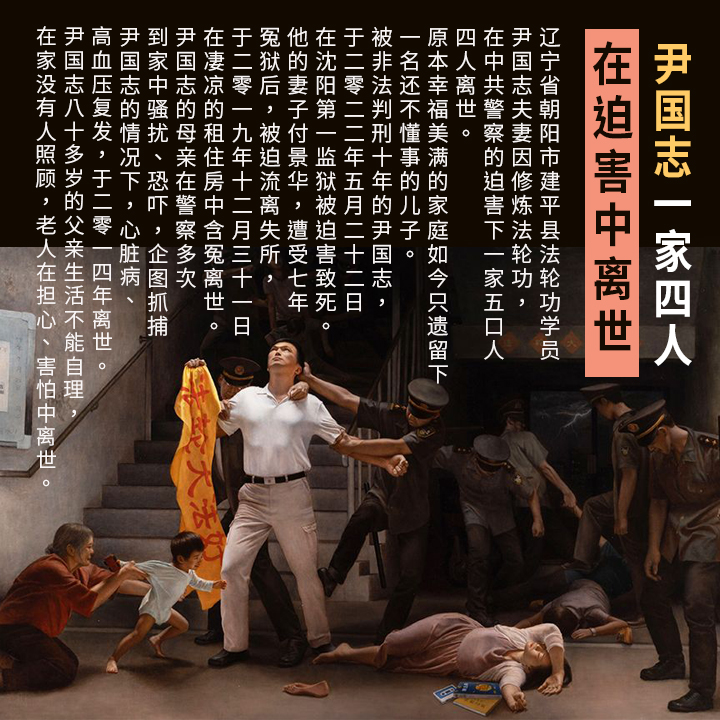 尹国志一家四人
在迫害中离世
辽宁省朝阳市建平县法轮功学员
尹国志夫妻因修炼法轮功，
在中共警察的迫害下一家五口人
四人离世。
原本幸福美满的家庭如今只遗留下
一名还不懂事的儿子。
被非法判刑十年的尹国志，
于二零二二年五月二十二日
在沈阳第一监狱被迫害致死。
他的妻子付景华，遭受七年
冤狱后，被迫流离失所，
于二零一九年十二月三十一日
在凄凉的租住房中含冤离世。
尹国志的母亲在警察多次
到家中骚扰、恐吓，企图抓捕
尹国志的情况下，心脏病、
高血压复发，于二零一四年离世。
尹国志八十多岁的父亲生活不能自理，
在家没有人照顾，老人在担心、害怕中离世。